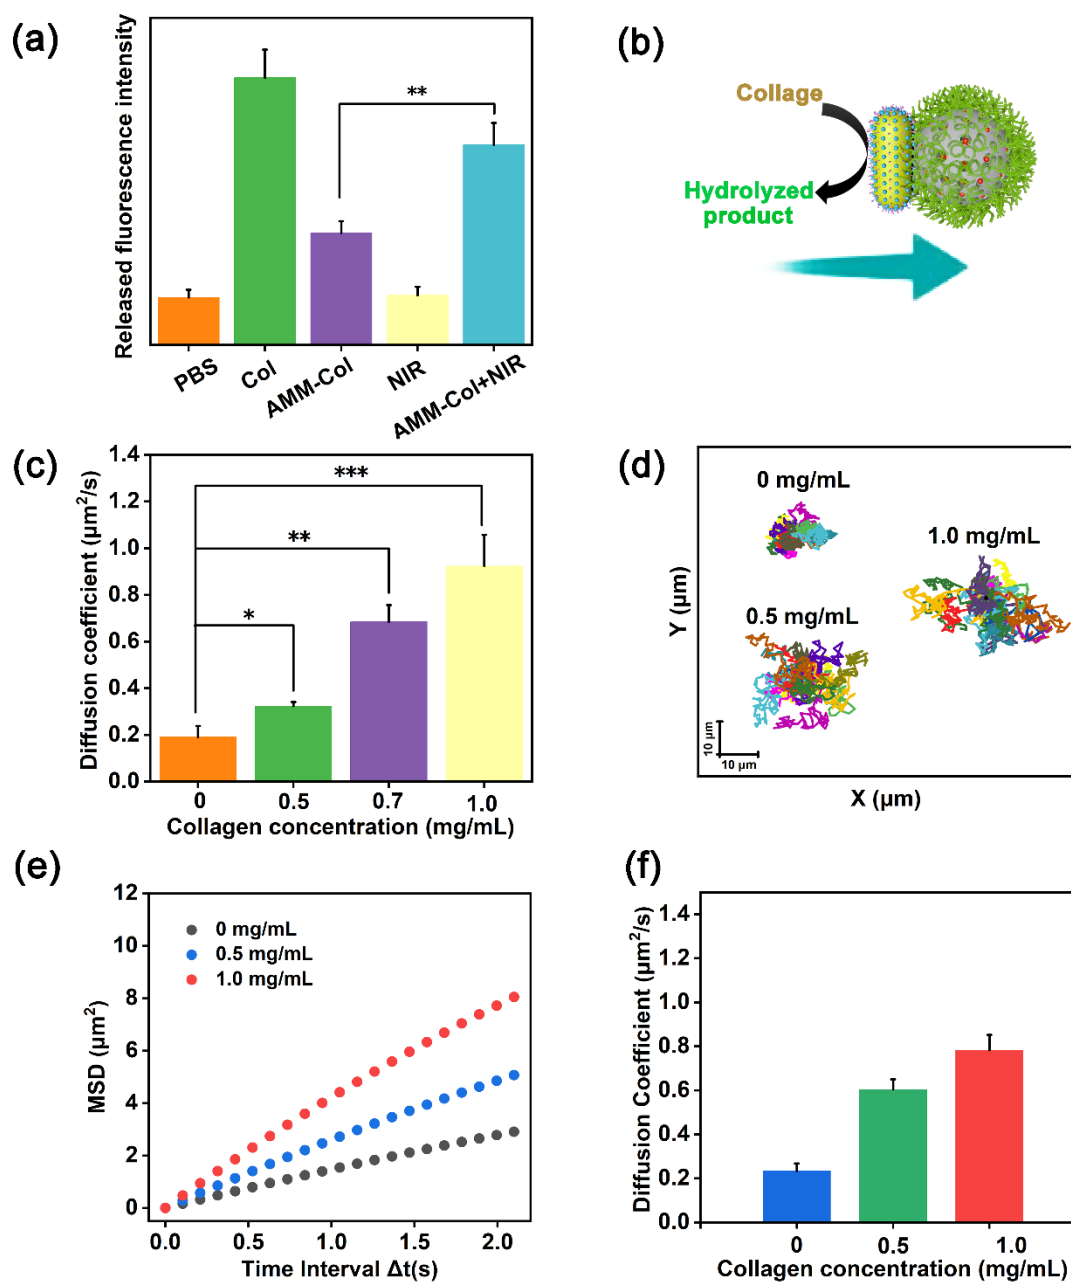 (a)
Released fluorescence intensity
**
PBS
Col
AMM-Col
NIR
AMM-Col+NIR
(b)
Collage
Hydrolyzed
product
(c)
Diffusion coefficient (μm²/s)
1.4
1.2
1.0
0.8
0.6
0.4
0.2
0.0
***
**
*
0 0.5 0.7 1.0
Collagen concentration (mg/mL)
(d)
Y (μm)
0 mg/mL
1.0 mg/mL
0.5 mg/mL
10 μm
10 μm
X (μm)
(e)
MSD (μm²)
12
10
8
6
4
2
0
0 mg/mL
0.5 mg/mL
1.0 mg/mL
0.0 0.5 1.0 1.5 2.0
Time Interval Δt(s)
(f)
Diffusion Coefficient (μm²/s)
1.4
1.2
1.0
0.8
0.6
0.4
0.2
0.0
0 0.5 1.0
Collagen concentration (mg/mL)